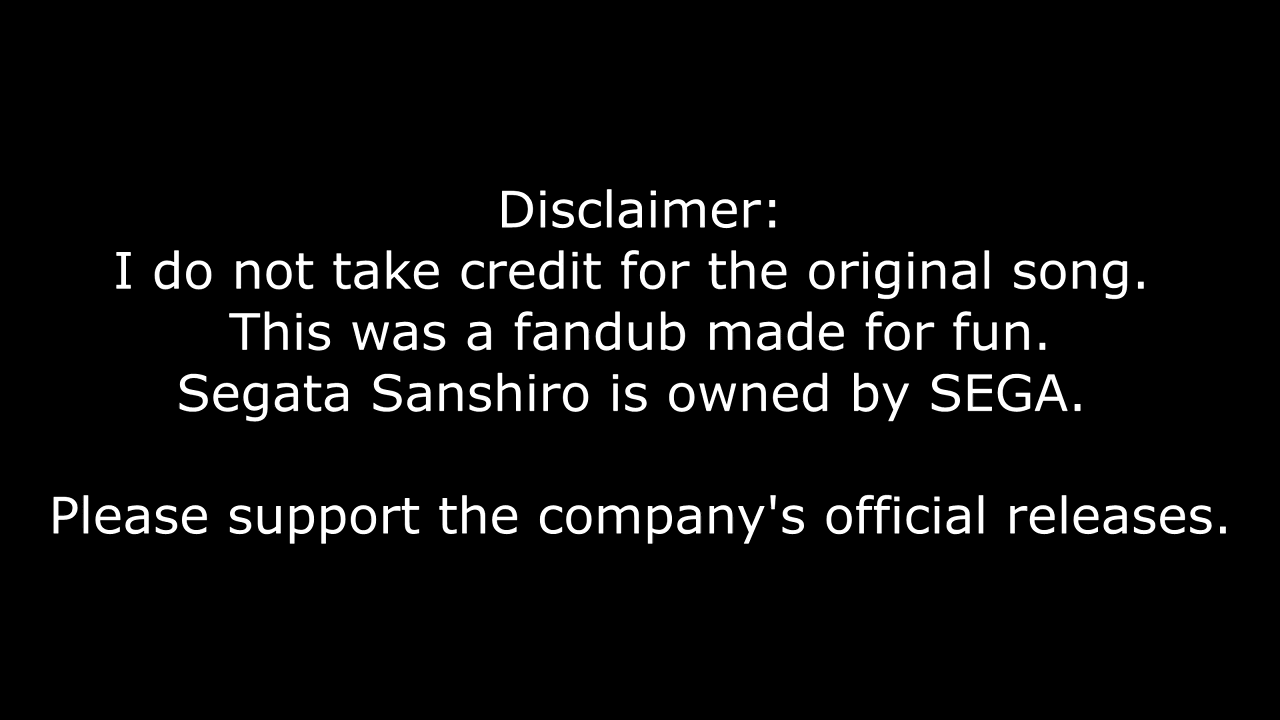 Disclaimer:
I do not take credit for the original song.
This was a fandub made for fun.
Segata Sanshiro is owned by SEGA.
Please support the company's official releases.